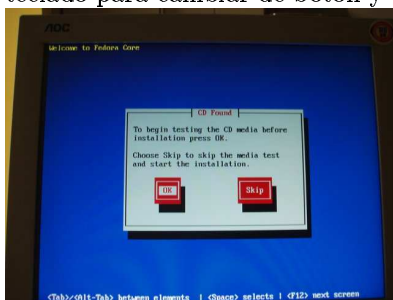 teclado para cambiar de botón y
AOC
Welcome to Fedora Core
CD Found
To begin testing the CD media before
installation press OK.
Choose Skip to skip the media test
and start the installation.
OK
Skip
<Tab>/<Alt-Tab> between elements | <Space> selects | <F12> next screen